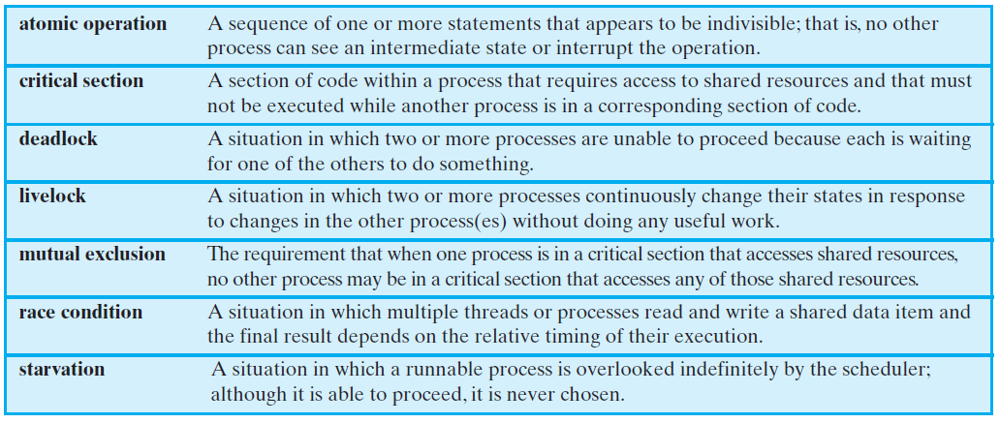 atomic operation A sequence of one or more statements that appears to be indivisible; that is, no other
process can see an intermediate state or interrupt the operation.
critical section A section of code within a process that requires access to shared resources and that must
not be executed while another process is in a corresponding section of code.
deadlock A situation in which two or more processes are unable to proceed because each is waiting
for one of the others to do something.
livelock A situation in which two or more processes continuously change their states in response
to changes in the other process(es) without doing any useful work.
mutual exclusion The requirement that when one process is in a critical section that accesses shared resources,
no other process may be in a critical section that accesses any of those shared resources.
race condition A situation in which multiple threads or processes read and write a shared data item and
the final result depends on the relative timing of their execution.
starvation A situation in which a runnable process is overlooked indefinitely by the scheduler;
although it is able to proceed, it is never chosen.